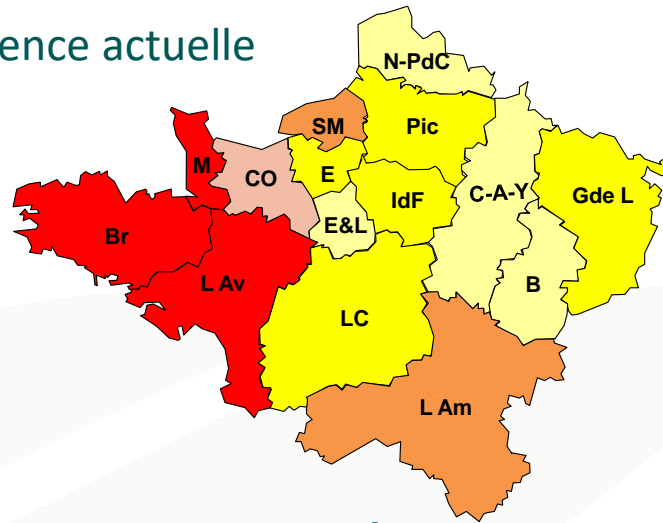 ence actuelle
N-PdC
SM
Pic
M
CO
E
IdF
C-A-Y
Gde L
E&L
Br
L Av
LC
B
L Am